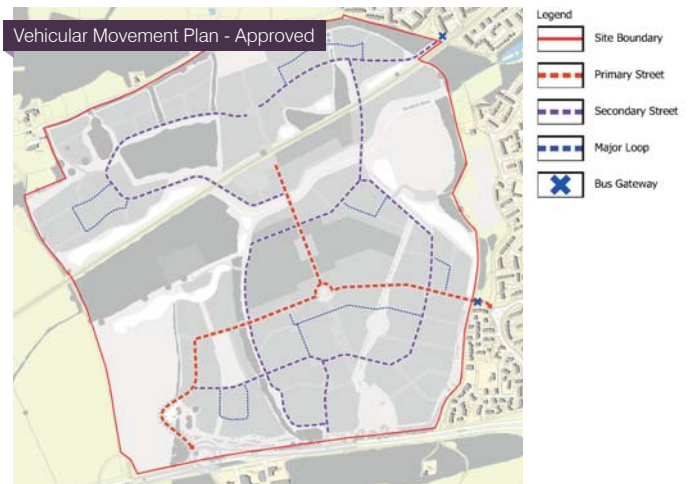 Vehicular Movement Plan - Approved
Legend
Site Boundary
Primary Street
Secondary Street
Major Loop
Bus Gateway